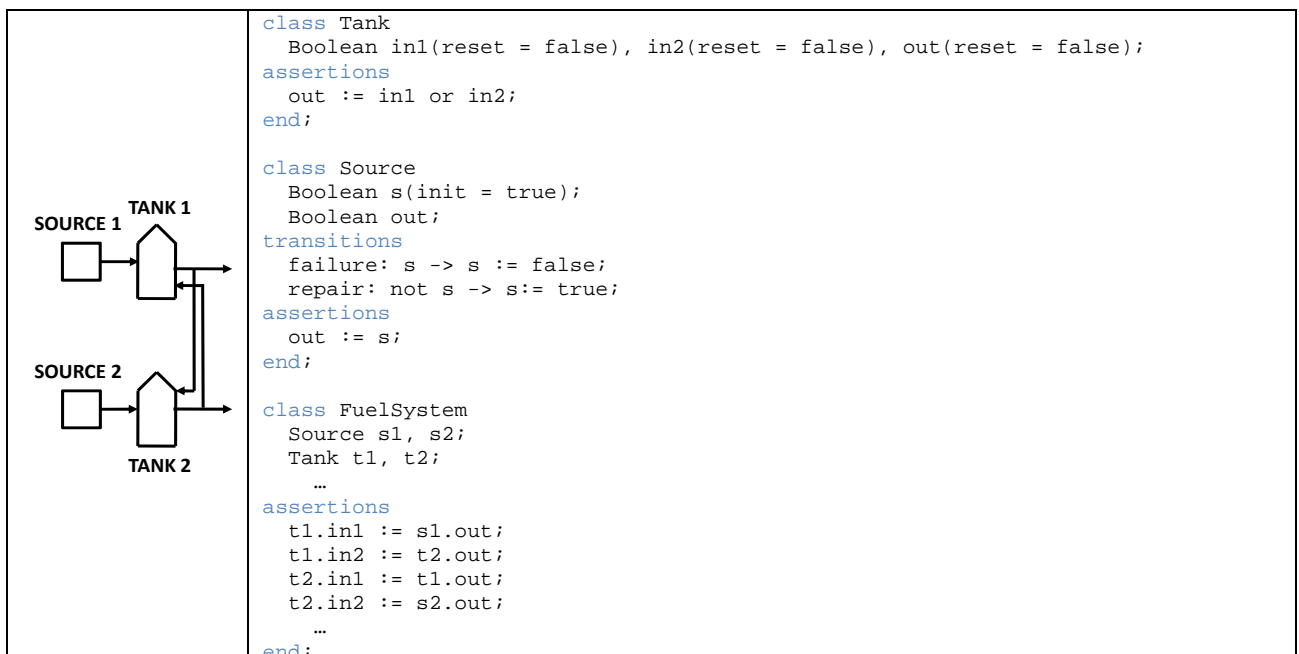 SOURCE 1
TANK 1
SOURCE 2
TANK 2
class Tank
  Boolean in1(reset = false), in2(reset = false), out(reset = false);
assertions
  out := in1 or in2;
end;
class Source
  Boolean s(init = true);
  Boolean out;
transitions
  failure: s -> s := false;
  repair: not s -> s:= true;
assertions
  out := s;
end;
class FuelSystem
  Source s1, s2;
  Tank t1, t2;
    …
assertions
  t1.in1 := s1.out;
  t1.in2 := t2.out;
  t2.in1 := t1.out;
  t2.in2 := s2.out;
    …
end;